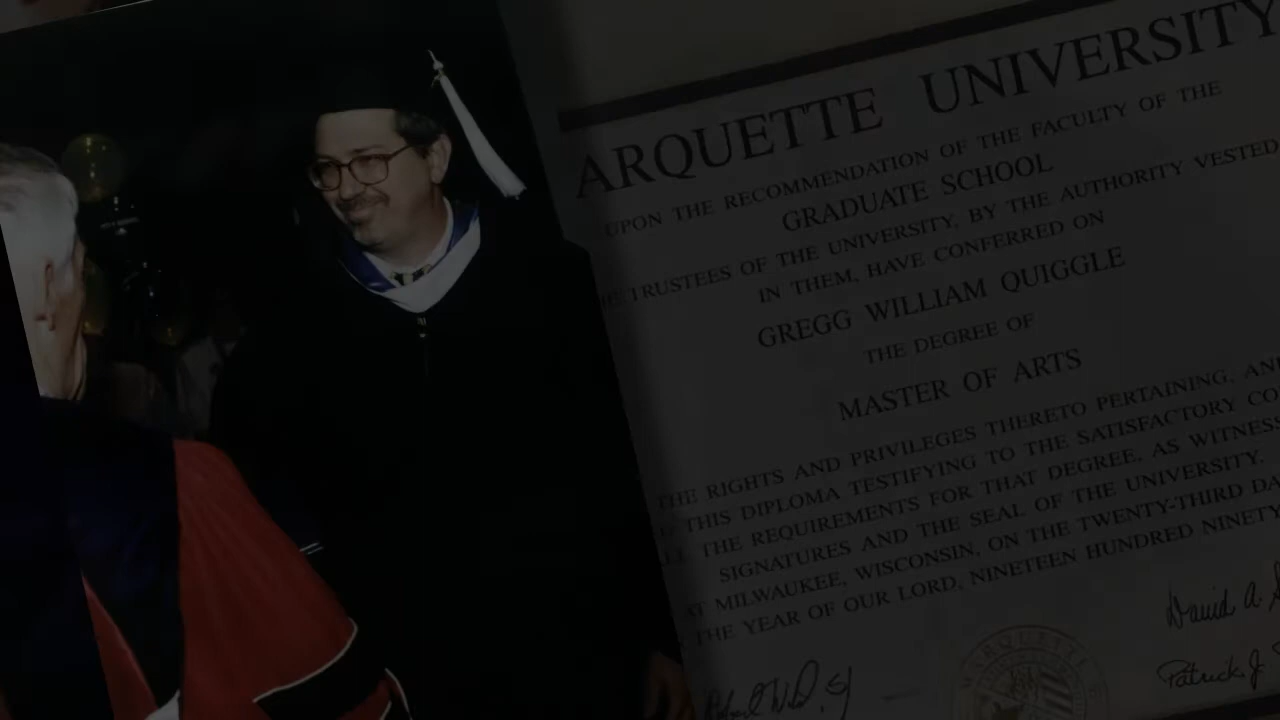 ARQUETTE UNIVERSITY
UPON THE RECOMMENDATION OF THE FACULTY OF THE
GRADUATE SCHOOL
TRUSTEES OF THE UNIVERSITY, BY THE AUTHORITY VESTED
IN THEM, HAVE CONFERRED ON
GREGG WILLIAM QUIGGLE
THE DEGREE OF
MASTER OF ARTS
THE RIGHTS AND PRIVILEGES THERETO PERTAINING, AN
THIS DIPLOMA TESTIFYING TO THE SATISFACTORY CO
THE REQUIREMENTS FOR THAT DEGREE, AS WITNESS
SIGNATURES AND THE SEAL OF THE UNIVERSITY.
AT MILWAUKEE, WISCONSIN, ON THE TWENTY-THIRD DA
THE YEAR OF OUR LORD, NINETEEN HUNDRED NINETY
David A. S
Patrick J. S